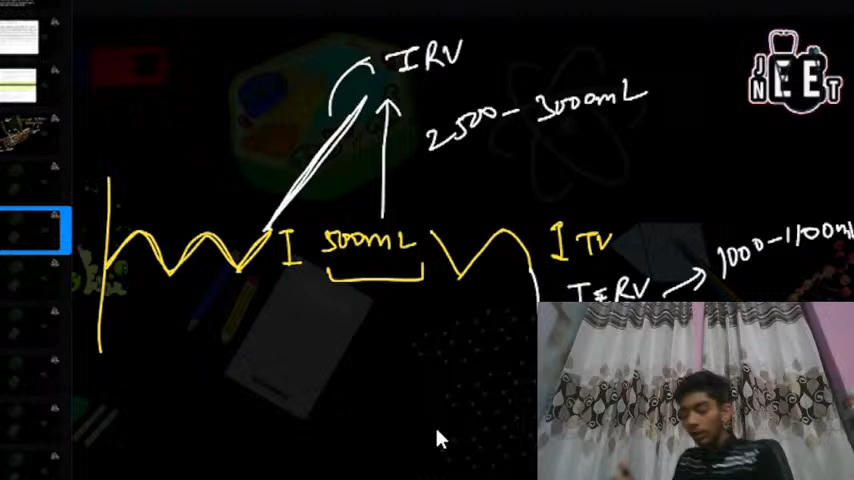 IRV
2500 - 3000mL
I 500mL
I TV
IERV → 1000-1100mL
J
NEET